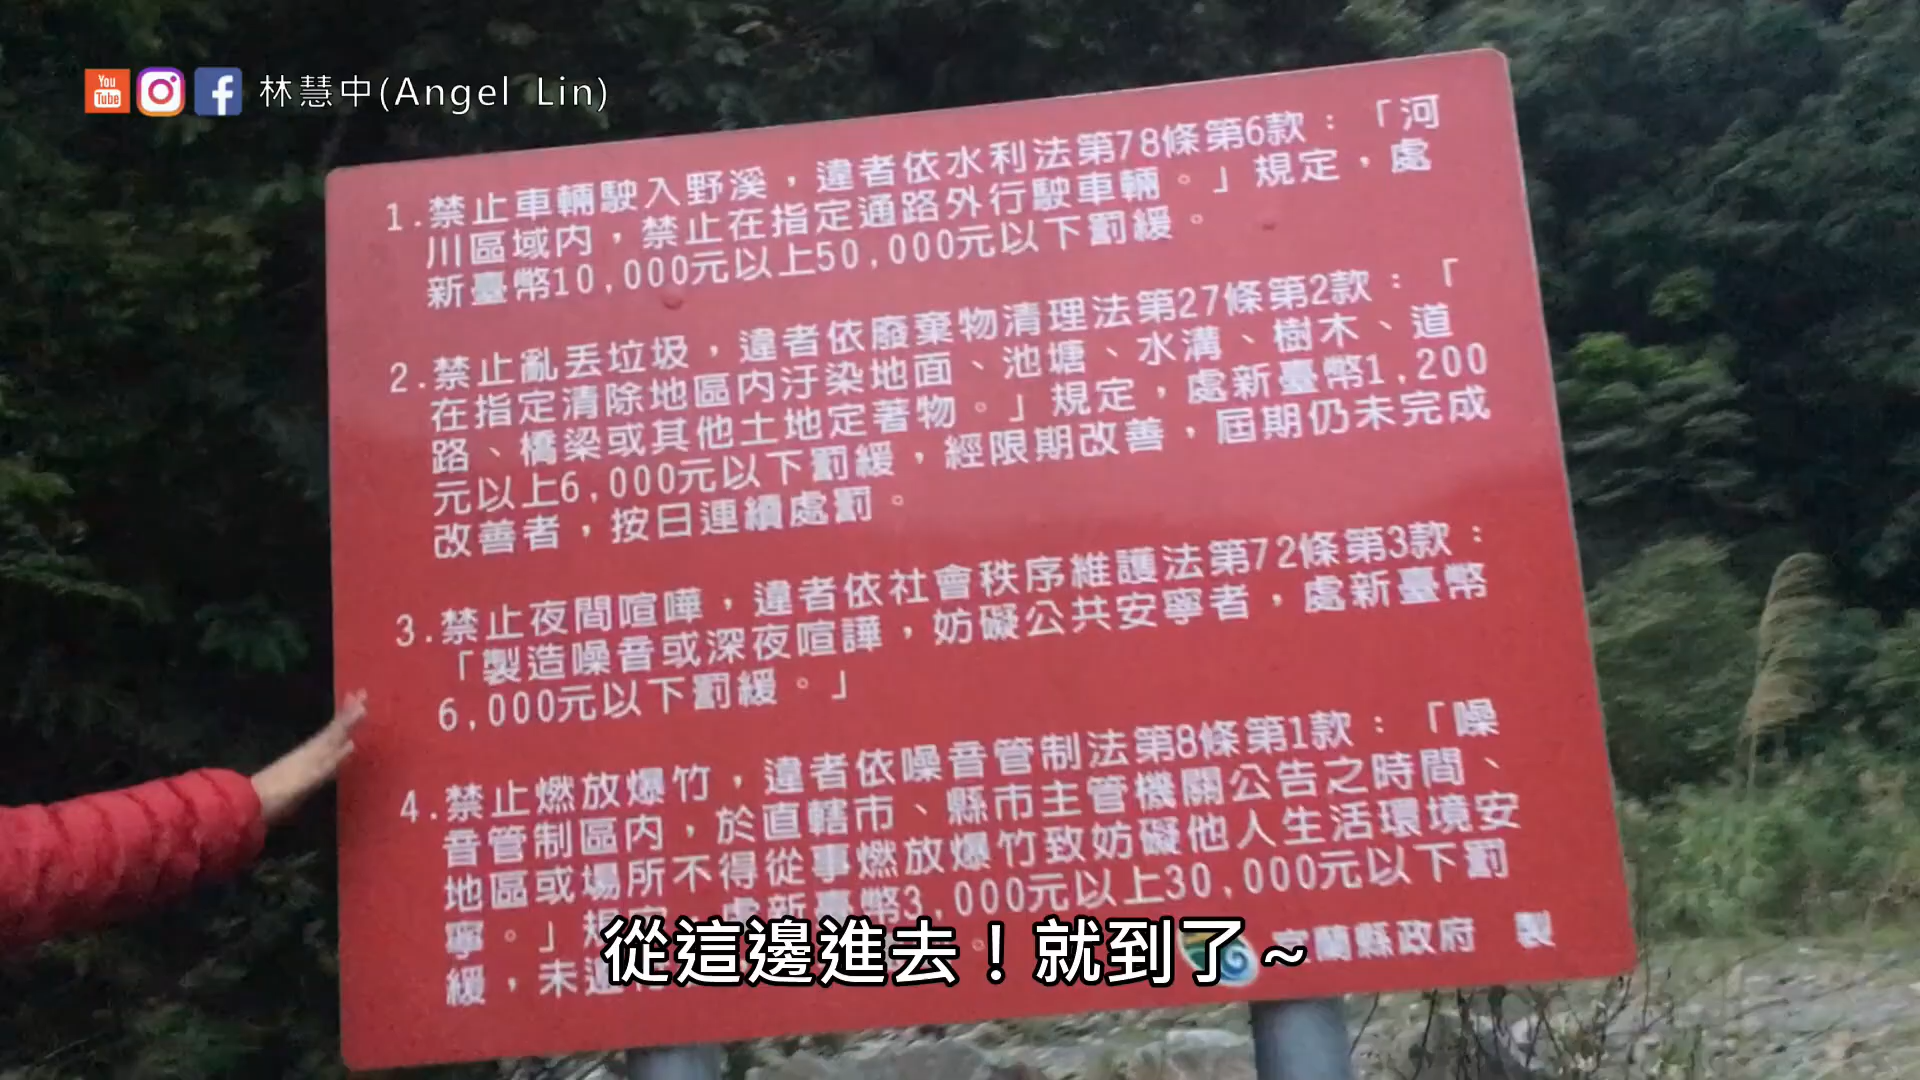 You
Tube
林慧中(Angel Lin)
1.禁止車輛駛入野溪，違者依水利法第78條第6款：「河
川區域內，禁止在指定通路外行駛車輛。」規定，處
新臺幣10,000元以上50,000元以下罰緩。
2.禁止亂丟垃圾，違者依廢棄物清理法第27條第2款：「
在指定清除地區內汙染地面、池塘、水溝、樹木、道
路、橋梁或其他土地定著物。」規定，處新臺幣1,200
元以上6,000元以下罰緩，經限期改善，屆期仍未完成
改善者，按日連續處罰。
3.禁止夜間喧嘩，違者依社會秩序維護法第72條第3款：
「製造噪音或深夜喧譁，妨礙公共安寧者，處新臺幣
6,000元以下罰緩。」
4.禁止燃放爆竹，違者依噪音管制法第8條第1款：「噪
音管制區內，於直轄市、縣市主管機關公告之時間、
地區或場所不得從事燃放爆竹致妨礙他人生活環境安
寧。」規定，處新臺幣3,000元以上30,000元以下罰
緩，未
宜蘭縣政府 製
從這邊進去！就到了~